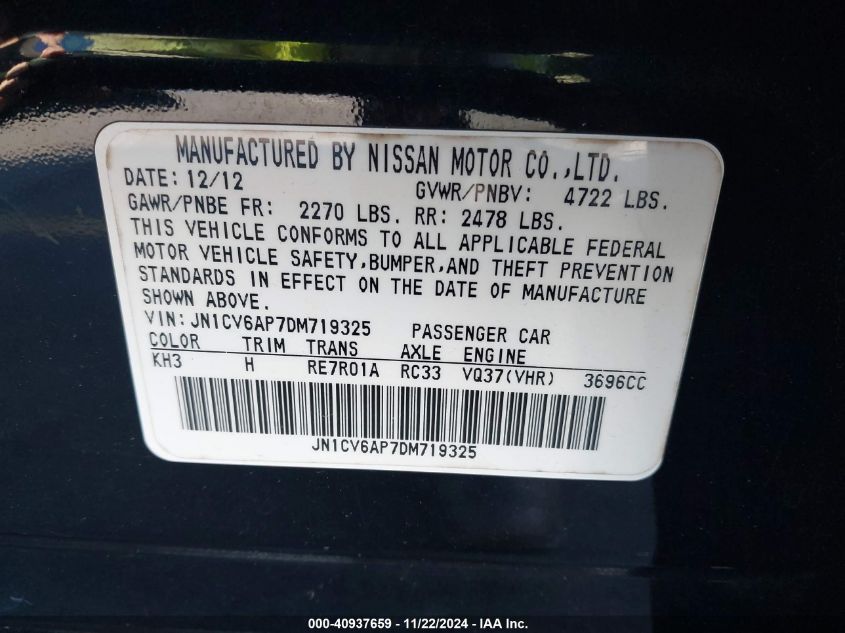 MANUFACTURED BY NISSAN MOTOR CO.,LTD.
DATE: 12/12 GVWR/PNBV: 4722 LBS.
GAWR/PNBE FR: 2270 LBS. RR: 2478 LBS.
THIS VEHICLE CONFORMS TO ALL APPLICABLE FEDERAL
MOTOR VEHICLE SAFETY,BUMPER,AND THEFT PREVENTION
STANDARDS IN EFFECT ON THE DATE OF MANUFACTURE
SHOWN ABOVE.
VIN: JN1CV6AP7DM719325 PASSENGER CAR
COLOR TRIM TRANS AXLE ENGINE
KH3 H RE7R01A RC33 VQ37(VHR) 3696CC
JN1CV6AP7DM719325
000-40937659 - 11/22/2024 - IAA Inc.